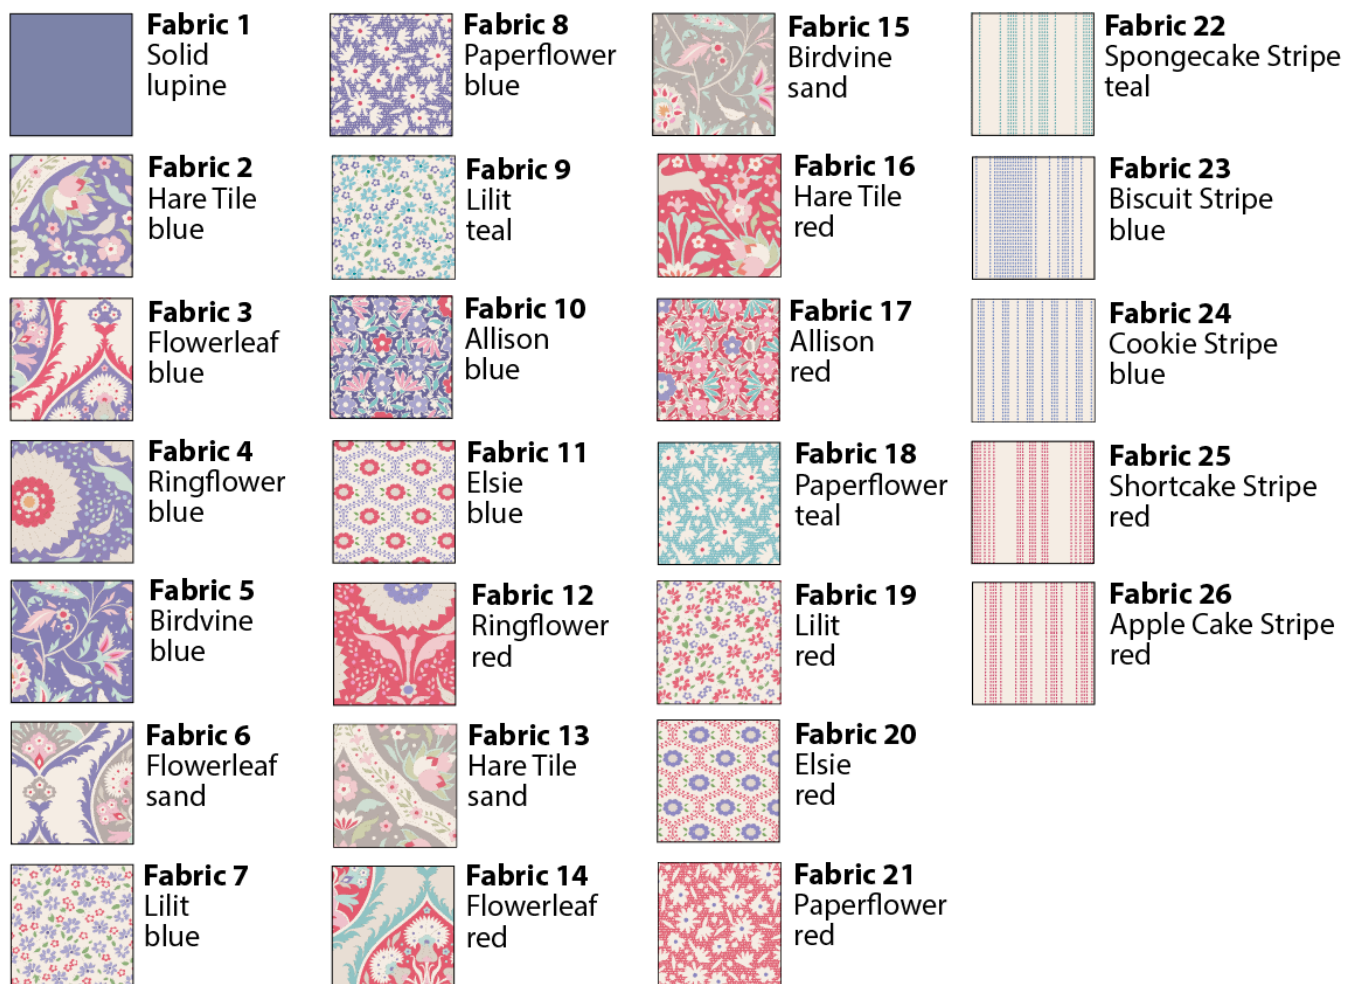 Fabric 1
Solid
lupine
Fabric 2
Hare Tile
blue
Fabric 3
Flowerleaf
blue
Fabric 4
Ringflower
blue
Fabric 5
Birdvine
blue
Fabric 6
Flowerleaf
sand
Fabric 7
Lilit
blue
Fabric 8
Paperflower
blue
Fabric 9
Lilit
teal
Fabric 10
Allison
blue
Fabric 11
Elsie
blue
Fabric 12
Ringflower
red
Fabric 13
Hare Tile
sand
Fabric 14
Flowerleaf
red
Fabric 15
Birdvine
sand
Fabric 16
Hare Tile
red
Fabric 17
Allison
red
Fabric 18
Paperflower
teal
Fabric 19
Lilit
red
Fabric 20
Elsie
red
Fabric 21
Paperflower
red
Fabric 22
Spongecake Stripe
teal
Fabric 23
Biscuit Stripe
blue
Fabric 24
Cookie Stripe
blue
Fabric 25
Shortcake Stripe
red
Fabric 26
Apple Cake Stripe
red